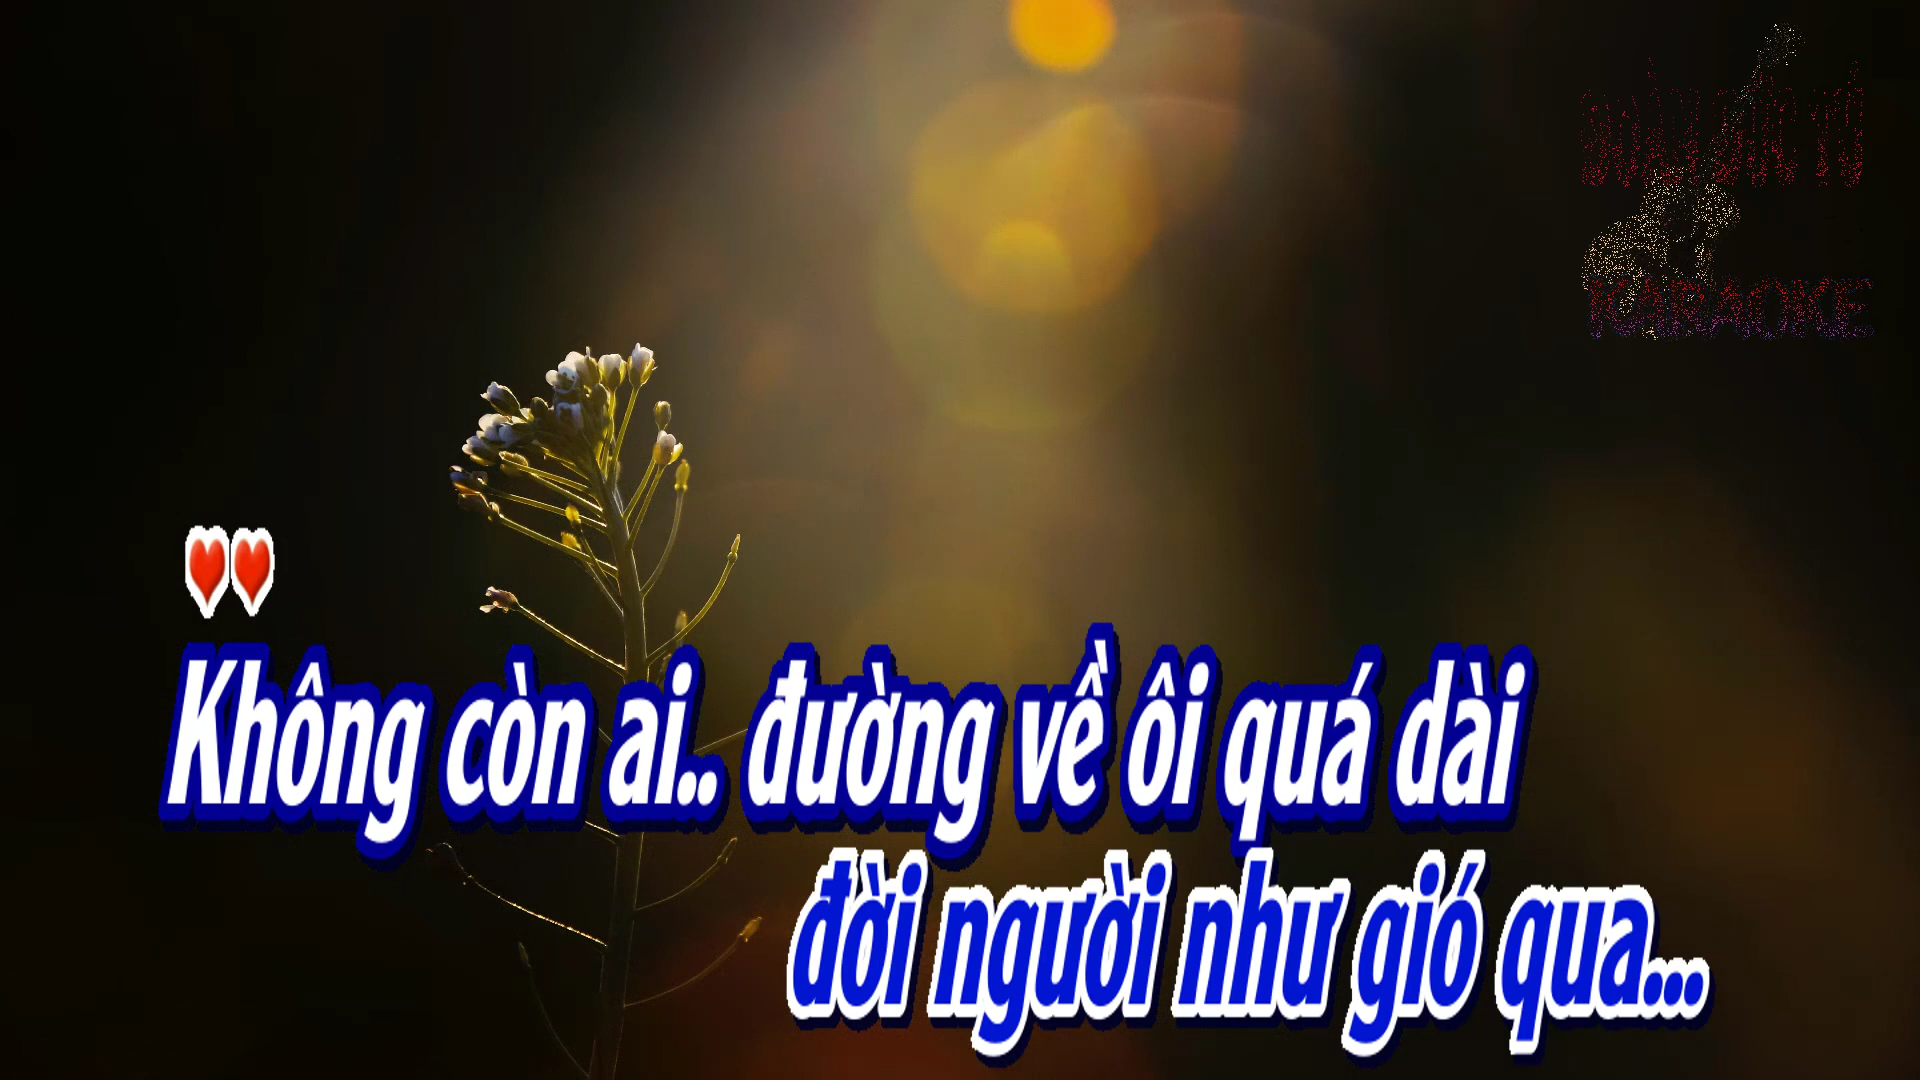 KARAOKE
Không còn ai.. đường về ôi quá dài
đời người như gió qua...